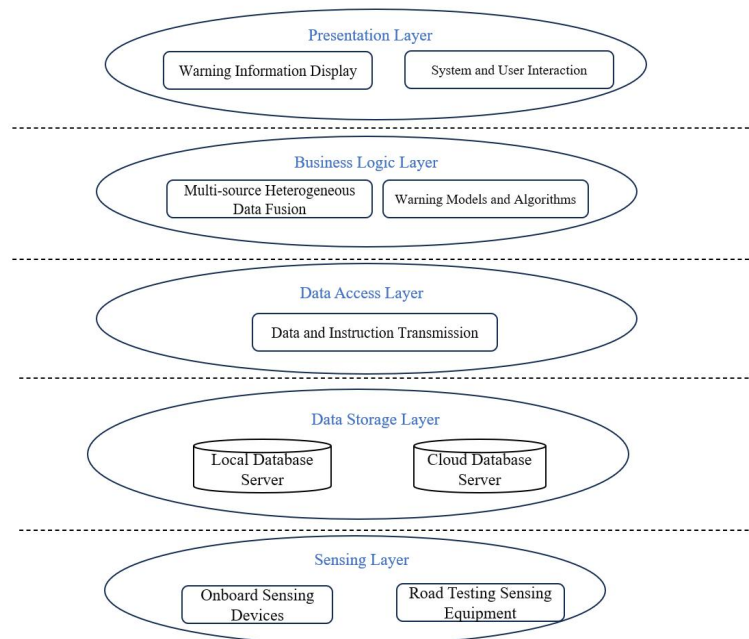 Presentation Layer
Warning Information Display
System and User Interaction
Business Logic Layer
Multi-source Heterogeneous
Data Fusion
Warning Models and Algorithms
Data Access Layer
Data and Instruction Transmission
Data Storage Layer
Local Database
Server
Cloud Database
Server
Sensing Layer
Onboard Sensing
Devices
Road Testing Sensing
Equipment